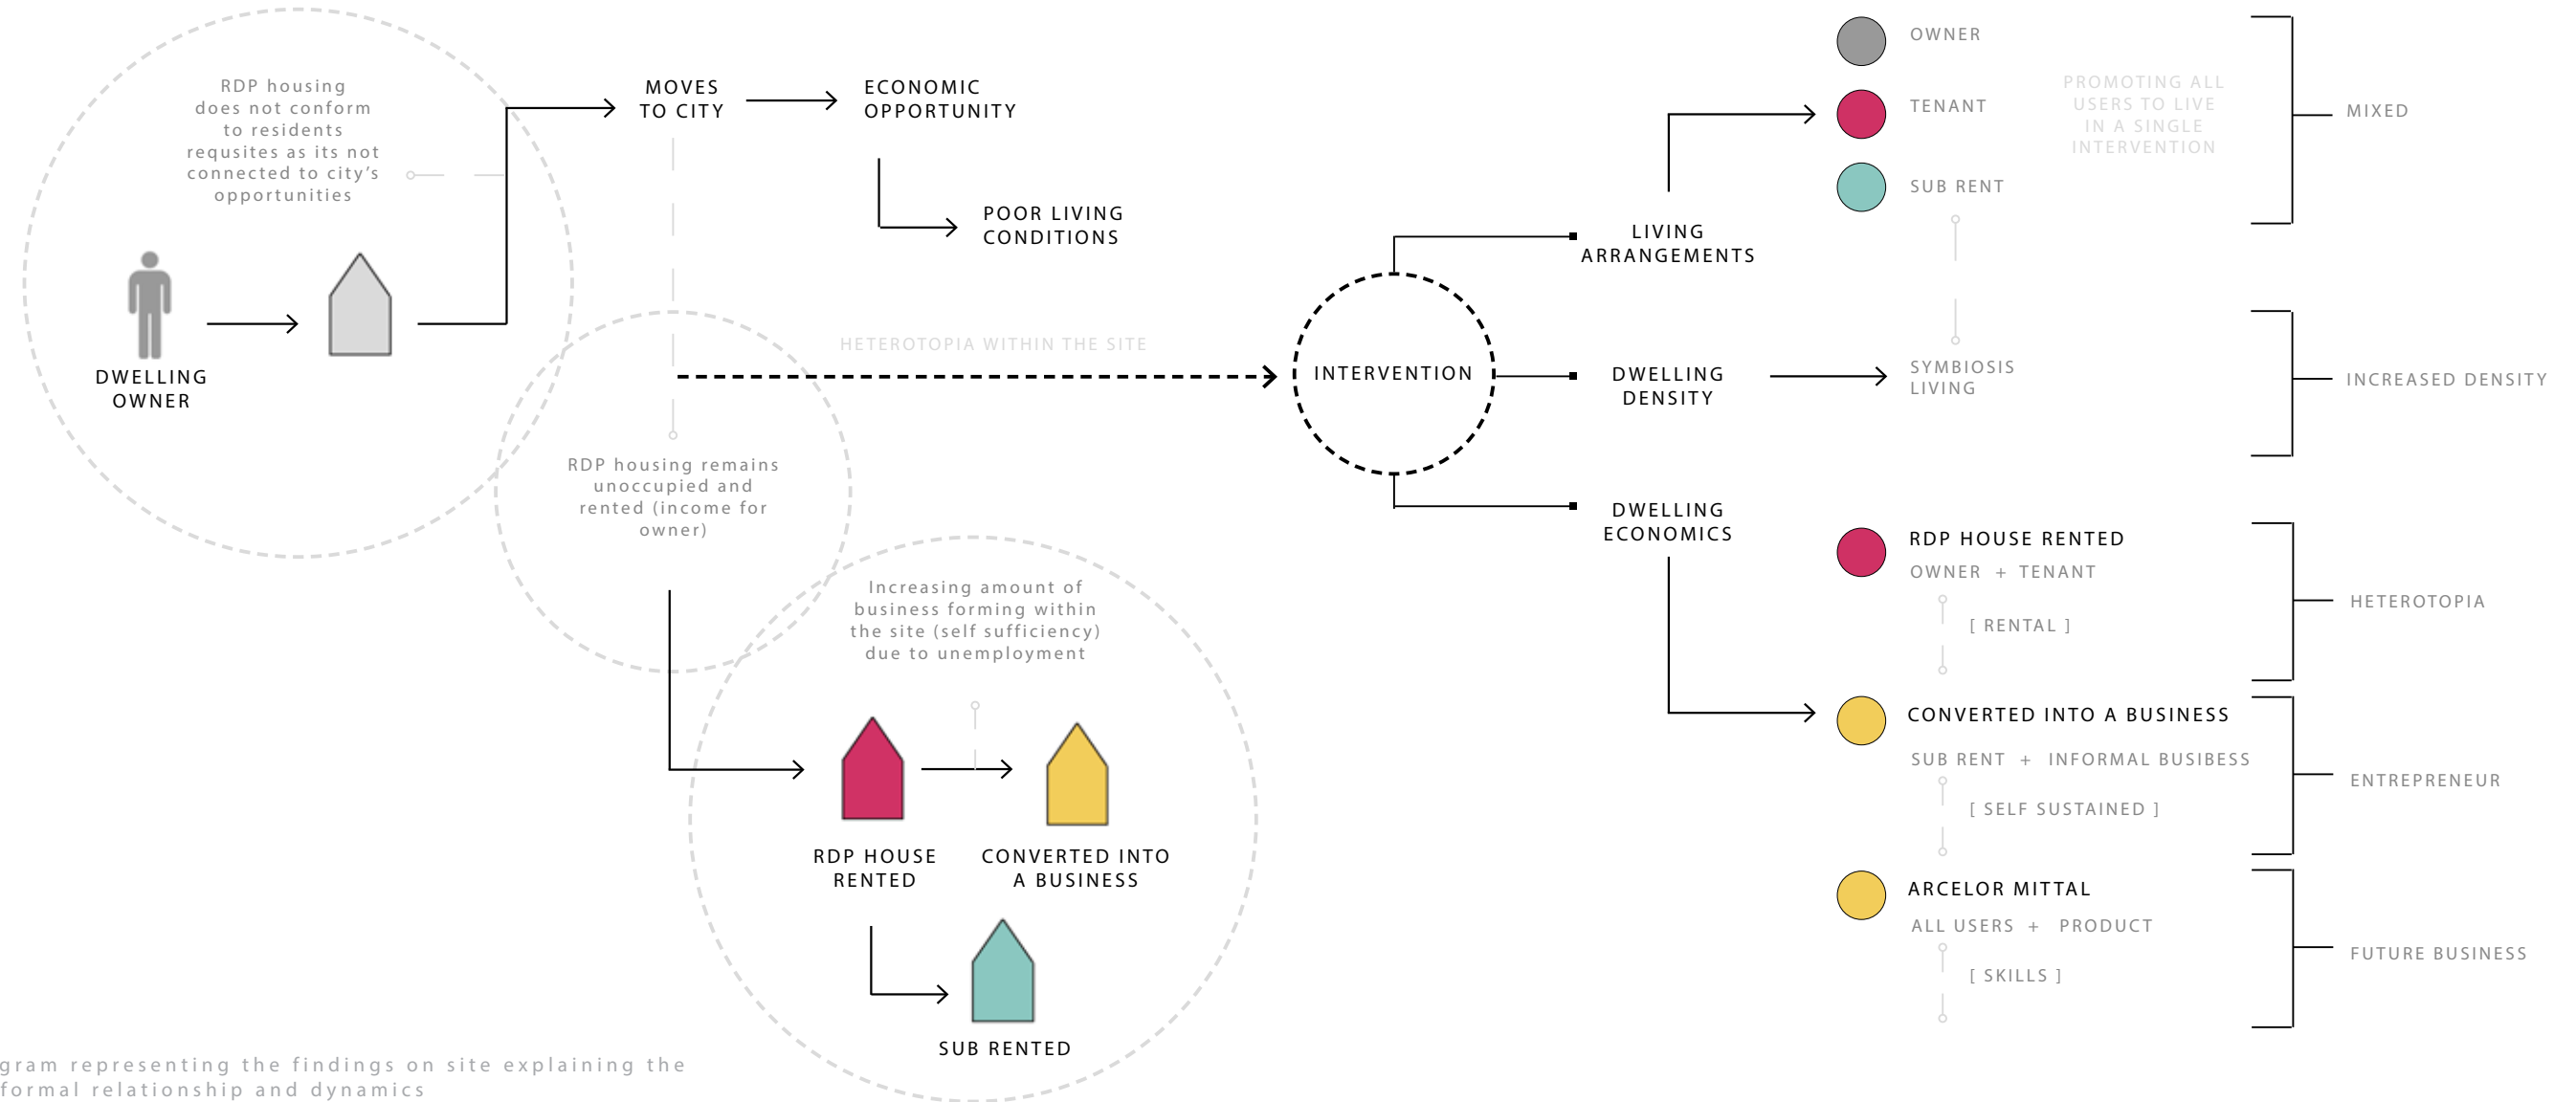 RDP housing
does not conform
to residents
requsites as its not
connected to city's
opportunities
DWELLING
OWNER
MOVES
TO CITY
ECONOMIC
OPPORTUNITY
POOR LIVING
CONDITIONS
HETEROTOPIA WITHIN THE SITE
RDP housing remains
unoccupied and
rented (income for
owner)
Increasing amount of
business forming within
the site (self sufficiency)
due to unemployment
RDP HOUSE
RENTED
CONVERTED INTO
A BUSINESS
SUB RENTED
INTERVENTION
LIVING
ARRANGEMENTS
DWELLING
DENSITY
DWELLING
ECONOMICS
OWNER
TENANT
SUB RENT
PROMOTING ALL
USERS TO LIVE
IN A SINGLE
INTERVENTION
MIXED
SYMBIOSIS
LIVING
INCREASED DENSITY
RDP HOUSE RENTED
OWNER + TENANT
[ RENTAL ]
HETEROTOPIA
CONVERTED INTO A BUSINESS
SUB RENT + INFORMAL BUSIBESS
[ SELF SUSTAINED ]
ENTREPRENEUR
ARCELOR MITTAL
ALL USERS + PRODUCT
[ SKILLS ]
FUTURE BUSINESS
gram representing the findings on site explaining the
formal relationship and dynamics